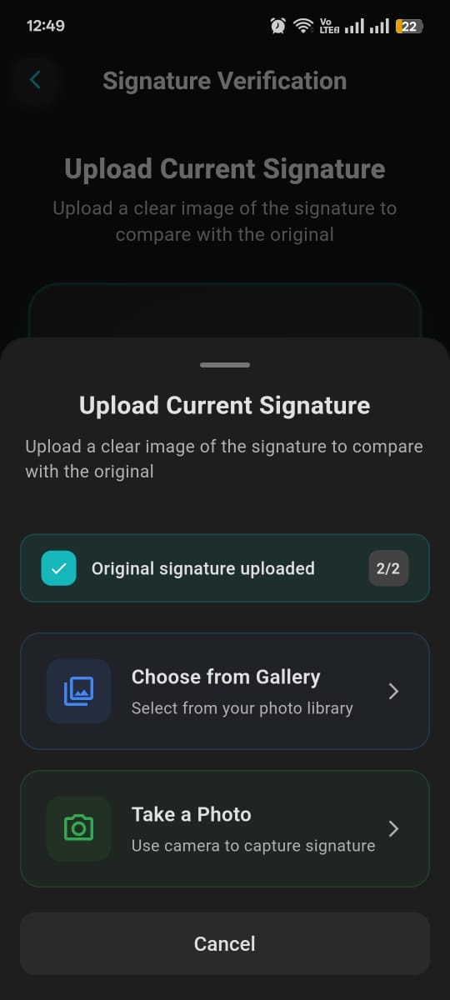 12:49
Vo
LTE
22
Signature Verification
Upload Current Signature
Upload a clear image of the signature to
compare with the original
Upload Current Signature
Upload a clear image of the signature to compare
with the original
Original signature uploaded 2/2
Choose from Gallery
Select from your photo library
Take a Photo
Use camera to capture signature
Cancel